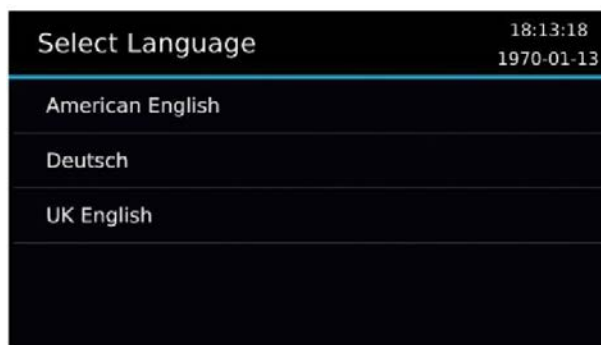 Select Language
18:13:18
1970-01-13
American English
Deutsch
UK English